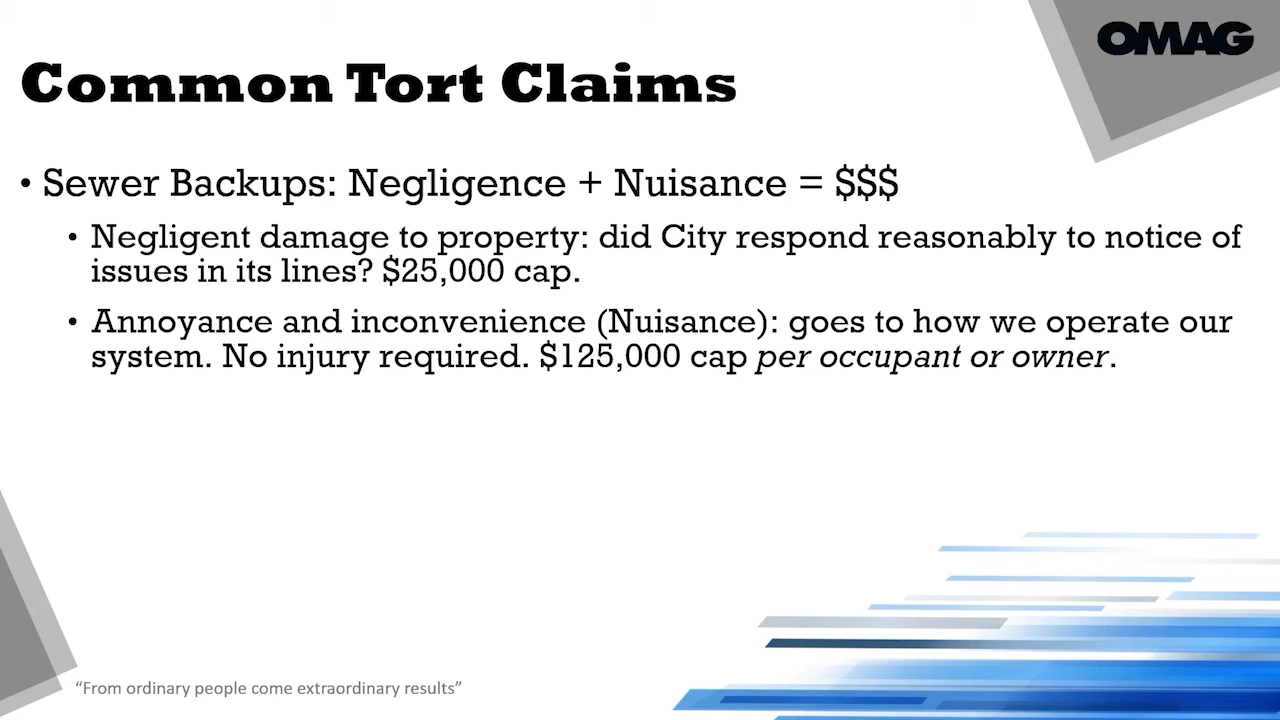 OMAG
Common Tort Claims
• Sewer Backups: Negligence + Nuisance = $$$
• Negligent damage to property: did City respond reasonably to notice of
issues in its lines? $25,000 cap.
• Annoyance and inconvenience (Nuisance): goes to how we operate our
system. No injury required. $125,000 cap per occupant or owner.
“From ordinary people come extraordinary results”